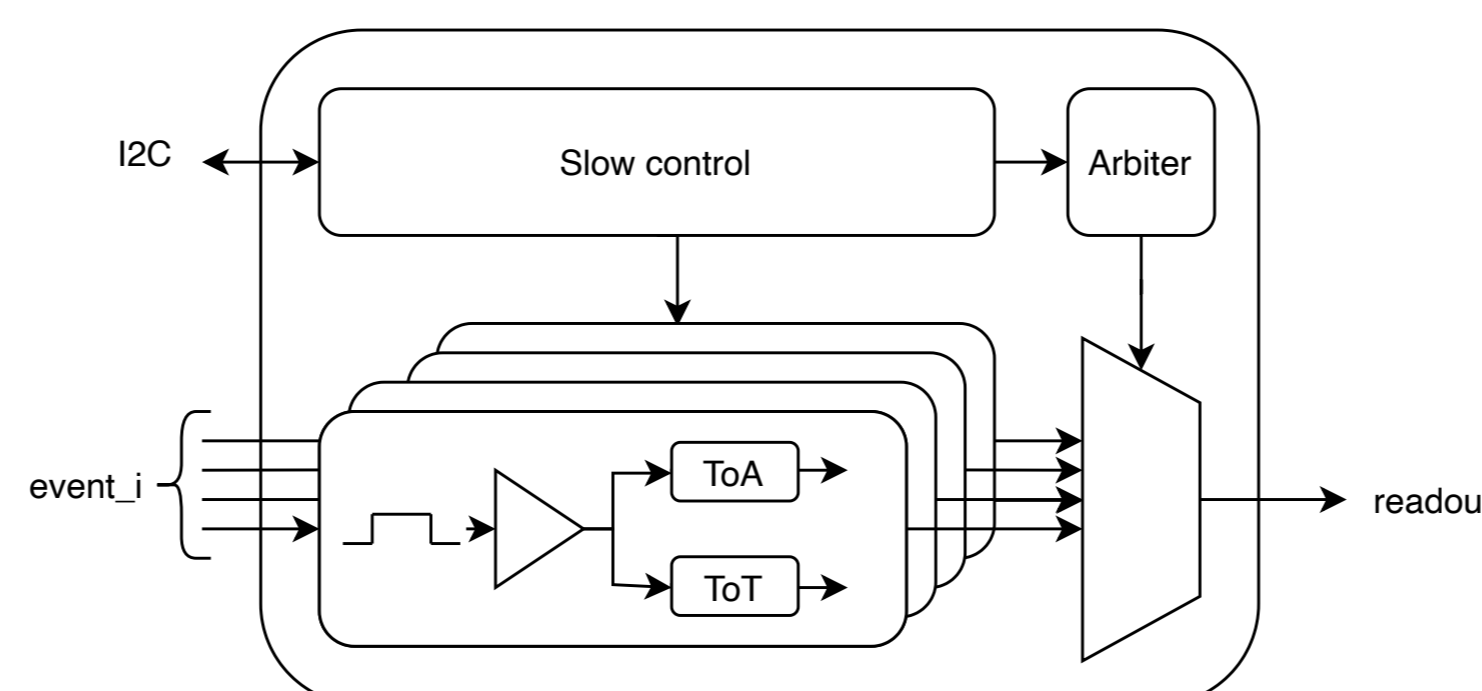 I2C
Slow control
Arbiter
event_i
ToA
ToT
readou